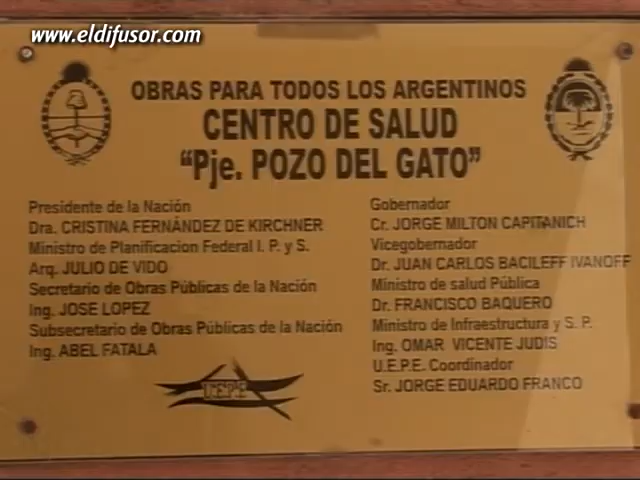 www.eldifusor.com
OBRAS PARA TODOS LOS ARGENTINOS
CENTRO DE SALUD
"Pje. POZO DEL GATO"
Presidente de la Nación
Dra. CRISTINA FERNÁNDEZ DE KIRCHNER
Ministro de Planificacion Federal I. P. y S.
Arq. JULIO DE VIDO
Secretario de Obras Públicas de la Nación
Ing. JOSE LOPEZ
Subsecretario de Obras Públicas de la Nación
Ing. ABEL FATALA
Gobernador
Cr. JORGE MILTON CAPITANICH
Vicegobernador
Dr. JUAN CARLOS BACILEFF IVANOFF
Ministro de salud Pública
Dr. FRANCISCO BAQUERO
Ministro de Infraestructura y S. P.
Ing. OMAR VICENTE JUDIS
U.E.P.E. Coordinador
Sr. JORGE EDUARDO FRANCO
U.E.P.E